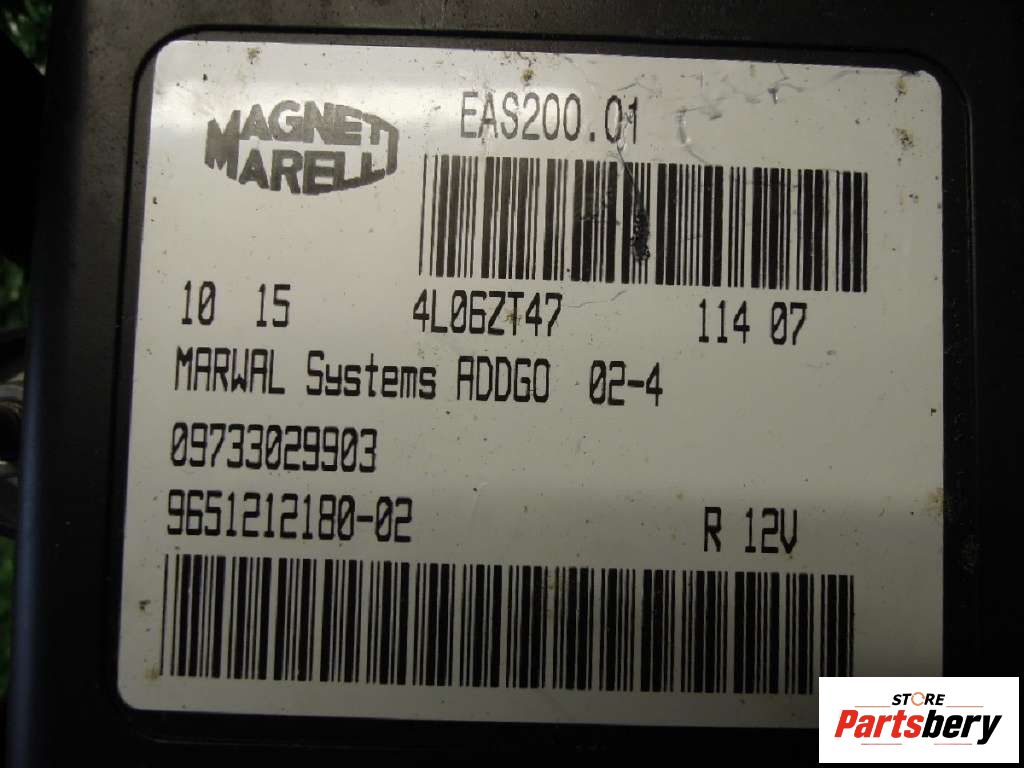 MAGNETI
MARELLI
EAS200.01
10 15 4L06ZT47 114 07
MARWAL Systems ADDGO 02-4
09733029903
9651212180-02 R 12V
STORE
Partsbery